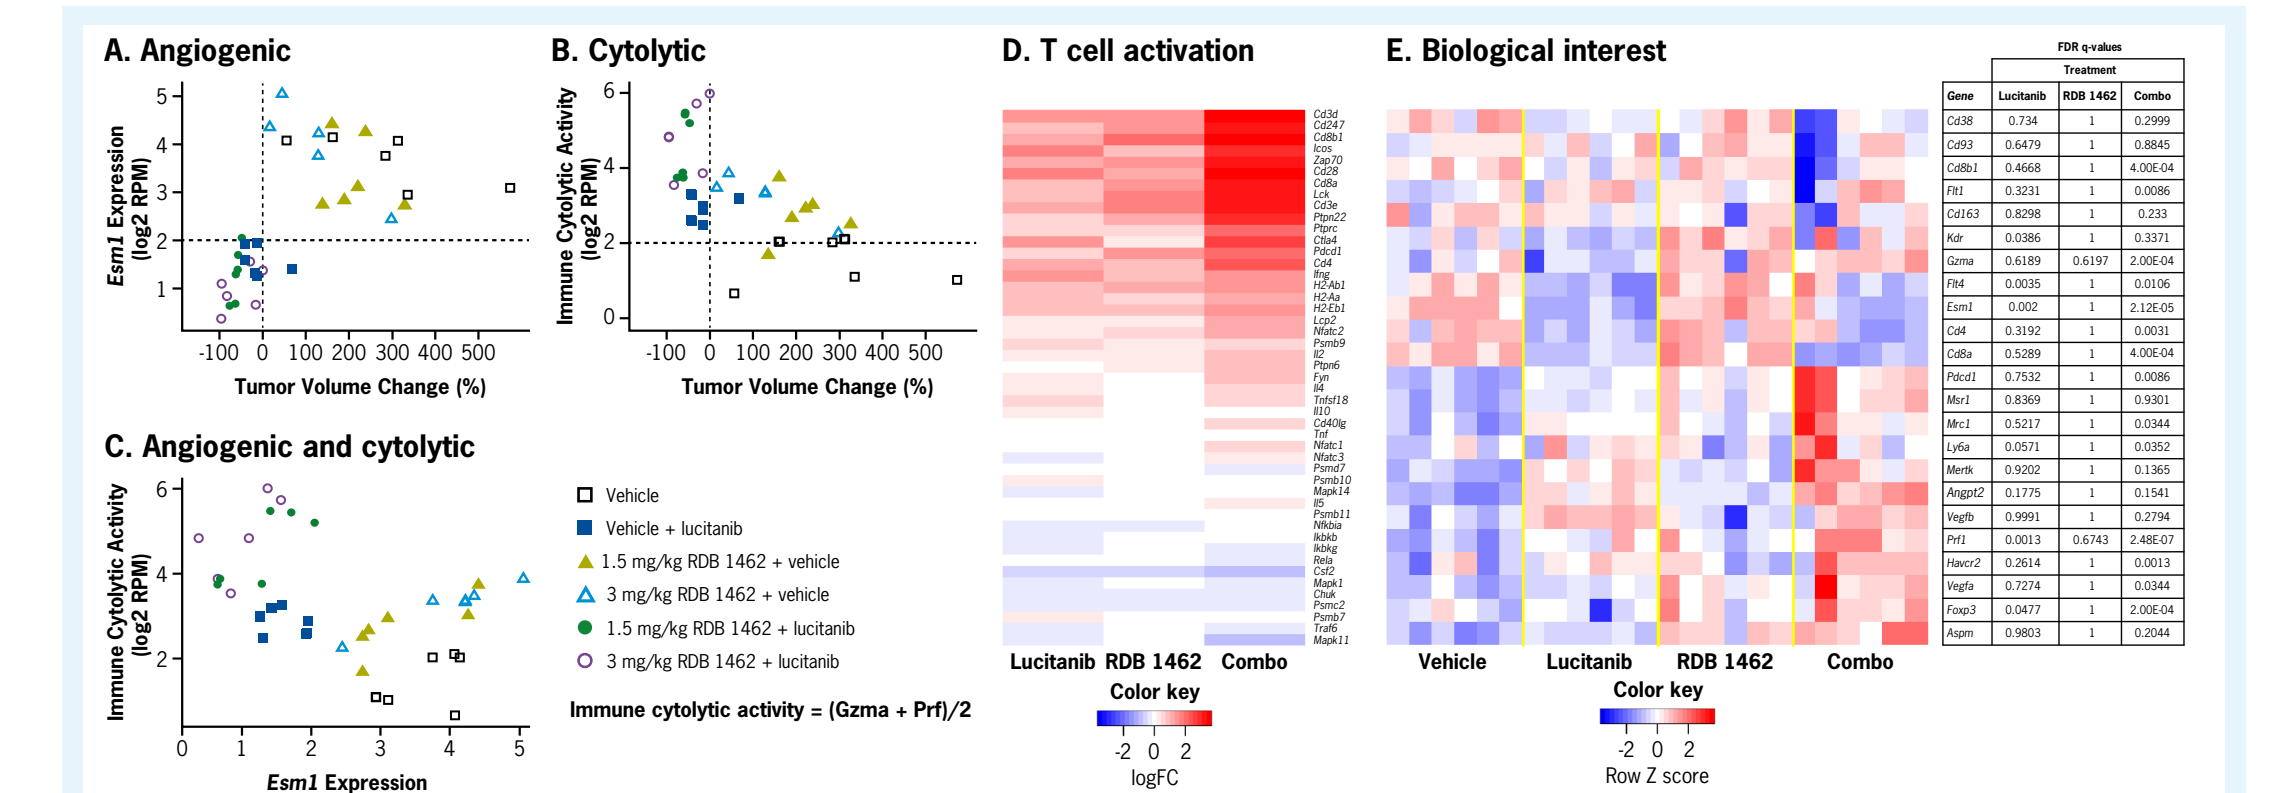 A. Angiogenic
Esm1 Expression
(log2 RPM)
5
4
3
2
1
-100 0 100 200 300 400 500
Tumor Volume Change (%)
B. Cytolytic
Immune Cytolytic Activity
(log2 RPM)
6
4
2
0
-100 0 100 200 300 400 500
Tumor Volume Change (%)
C. Angiogenic and cytolytic
Immune Cytolytic Activity
(log2 RPM)
6
4
2
0 1 2 3 4 5
Esm1 Expression
Vehicle
Vehicle + lucitanib
1.5 mg/kg RDB 1462 + vehicle
3 mg/kg RDB 1462 + vehicle
1.5 mg/kg RDB 1462 + lucitanib
3 mg/kg RDB 1462 + lucitanib
Immune cytolytic activity = (Gzma + Prf)/2
D. T cell activation
Cd3d
Cd247
Cd8b1
Icos
Zap70
Cd28
Cd8a
Lck
Cd3e
Ptpn22
Ptprc
Ctla4
Pdcd1
Cd4
Ifng
H2-Ab1
H2-Aa
H2-Eb1
Lcp2
Nfatc2
Psmb9
Il2
Ptpn6
Fyn
Il4
Tnfsf18
Il10
Cd40lg
Tnf
Nfatc1
Nfatc3
Psmd7
Psmb10
Mapk14
Il5
Psmb11
Nfkbia
Ikbkb
Ikbkg
Rela
Csf2
Mapk1
Chuk
Psmc2
Psmb7
Traf6
Mapk11
Lucitanib RDB 1462 Combo
Color key
-2 0 2
logFC
E. Biological interest
Vehicle Lucitanib RDB 1462 Combo
Color key
-2 0 2
Row Z score
FDR q-values
Treatment
Gene Lucitanib RDB 1462 Combo
Cd38 0.734 1 0.2999
Cd93 0.6479 1 0.8845
Cd8b1 0.4668 1 4.00E-04
Flt1 0.3231 1 0.0086
Cd163 0.8298 1 0.233
Kdr 0.0386 1 0.3371
Gzma 0.6189 0.6197 2.00E-04
Flt4 0.0035 1 0.0106
Esm1 0.002 1 2.12E-05
Cd4 0.3192 1 0.0031
Cd8a 0.5289 1 4.00E-04
Pdcd1 0.7532 1 0.0086
Msr1 0.8369 1 0.9301
Mrc1 0.5217 1 0.0344
Ly6a 0.0571 1 0.0352
Mertk 0.9202 1 0.1365
Angpt2 0.1775 1 0.1541
Vegfb 0.9991 1 0.2794
Prf1 0.0013 0.6743 2.48E-07
Havcr2 0.2614 1 0.0013
Vegfa 0.7274 1 0.0344
Foxp3 0.0477 1 2.00E-04
Aspm 0.9803 1 0.2044